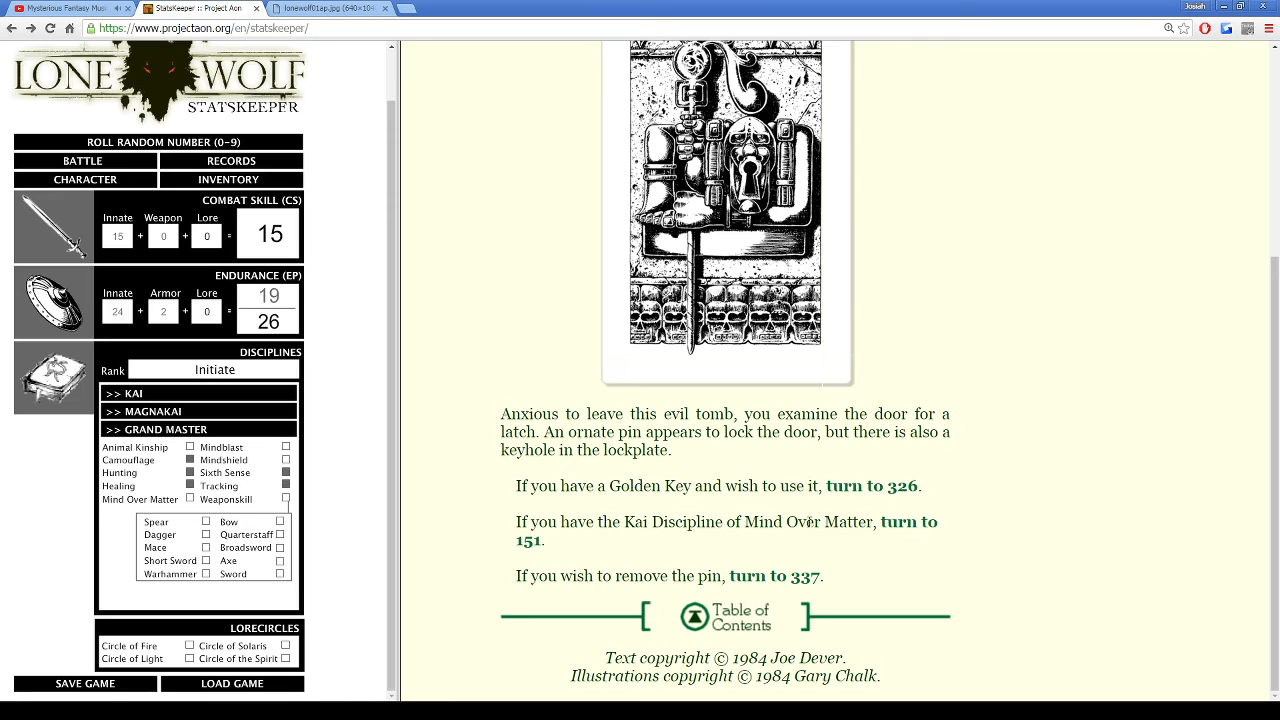 Mysterious Fantasy Music
StatsKeeper :: Project Aon
lonewolf01ap.jpg (640×104
Josiah
https://www.projectaon.org/en/statskeeper/
LONE WOLF
STATSKEEPER
ROLL RANDOM NUMBER (0-9)
BATTLE RECORDS
CHARACTER INVENTORY
COMBAT SKILL (CS)
Innate Weapon Lore
15 + 0 + 0 = 15
ENDURANCE (EP)
Innate Armor Lore 19
24 + 2 + 0 = 26
DISCIPLINES
Rank Initiate
>> KAI
>> MAGNAKAI
>> GRAND MASTER
Animal Kinship Mindblast
Camouflage Mindshield
Hunting Sixth Sense
Healing Tracking
Mind Over Matter Weaponskill
Spear Bow
Dagger Quarterstaff
Mace Broadsword
Short Sword Axe
Warhammer Sword
LORECIRCLES
Circle of Fire Circle of Solaris
Circle of Light Circle of the Spirit
SAVE GAME LOAD GAME
Anxious to leave this evil tomb, you examine the door for a
latch. An ornate pin appears to lock the door, but there is also a
keyhole in the lockplate.
If you have a Golden Key and wish to use it, turn to 326.
If you have the Kai Discipline of Mind Over Matter, turn to
151.
If you wish to remove the pin, turn to 337.
Table of
Contents
Text copyright © 1984 Joe Dever.
Illustrations copyright © 1984 Gary Chalk.